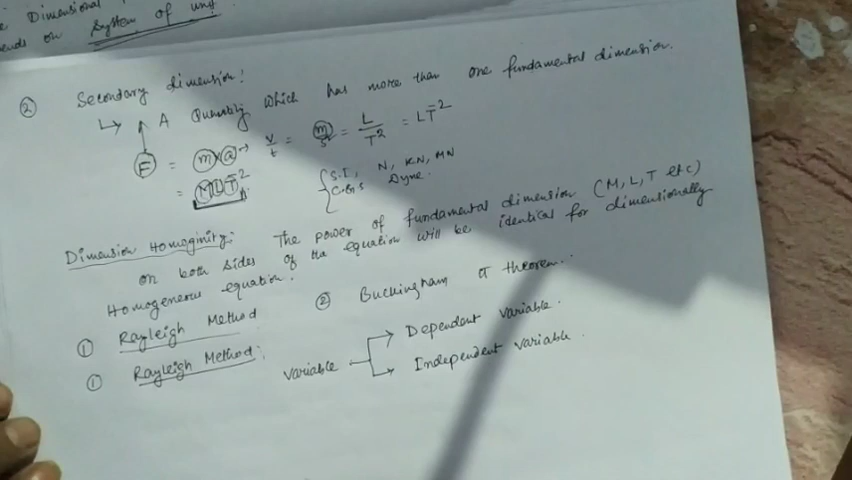 Dimensional
on System of unit
② Secondary dimension:
↳ A Quantity which has more than one fundamental dimension.
F = m × a → v/t = m/s = L/T² = LT⁻²
= MLT⁻²
S.I, N, KN, MN
C.G.S Dyne.
Dimension Homoginity: The power of fundamental dimension (M, L, T etc)
on both sides of the equation will be identical for dimensionally
Homogeneous equation.
① Rayleigh Method ② Buckingham π theorem.
① Rayleigh Method:
variable → Dependent variable.
→ Independent variable.